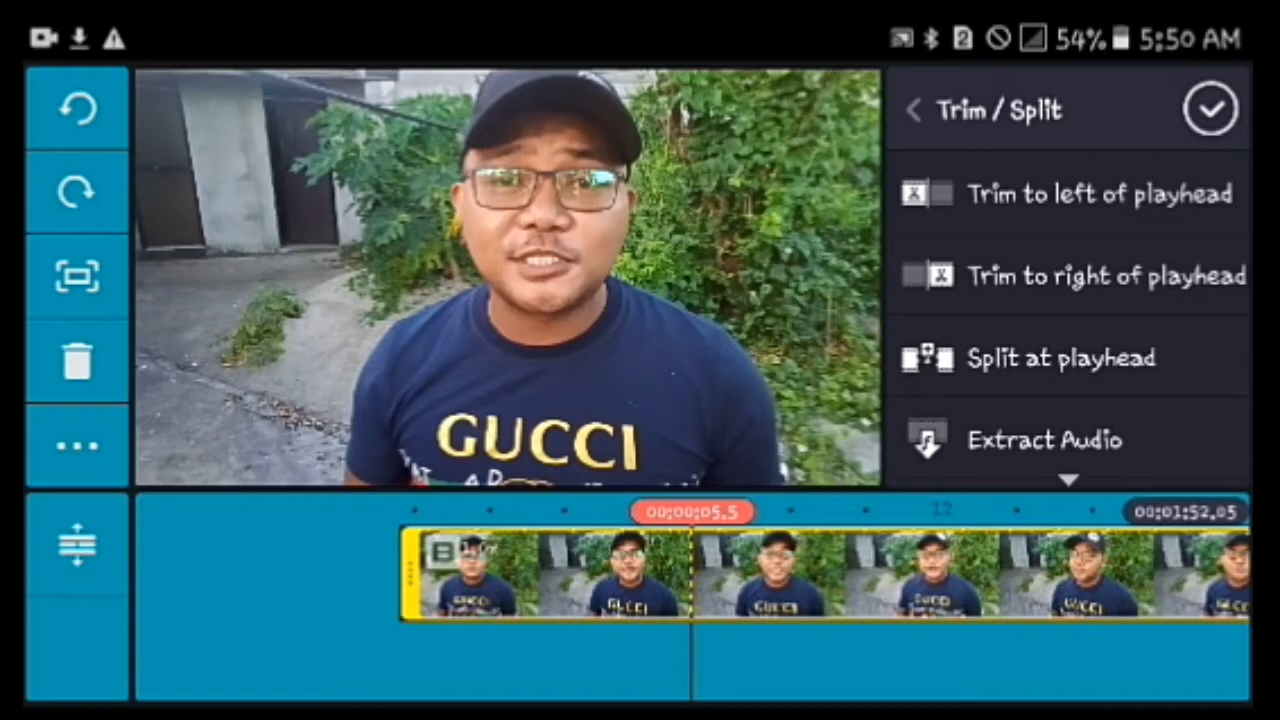 54% 5:50 AM
Trim / Split
Trim to left of playhead
Trim to right of playhead
Split at playhead
Extract Audio
GUCCI
00:00:05.5
12
00:01:52.05